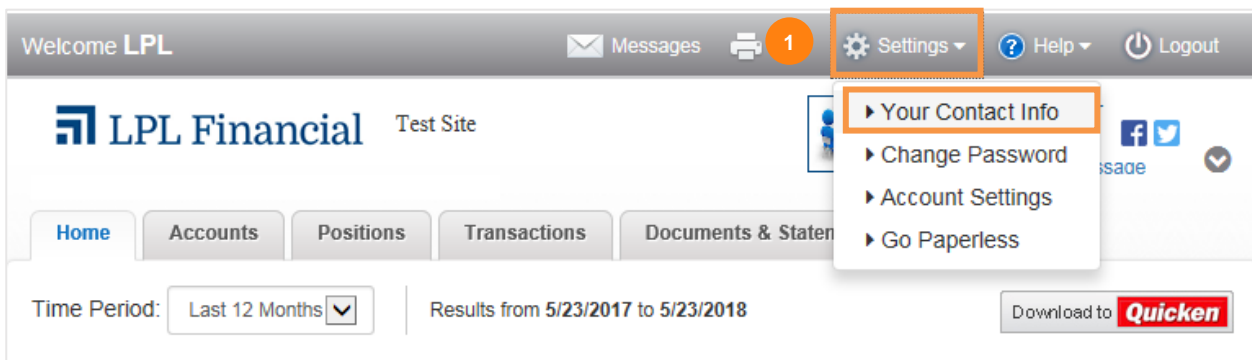 Welcome LPL Messages 1 Settings Help Logout
Your Contact Info
LPL Financial Test Site
Change Password
Account Settings
Home Accounts Positions Transactions Documents &
Go Paperless
Time Period: Last 12 Months Results from 5/23/2017 to 5/23/2018 Download to Quicken